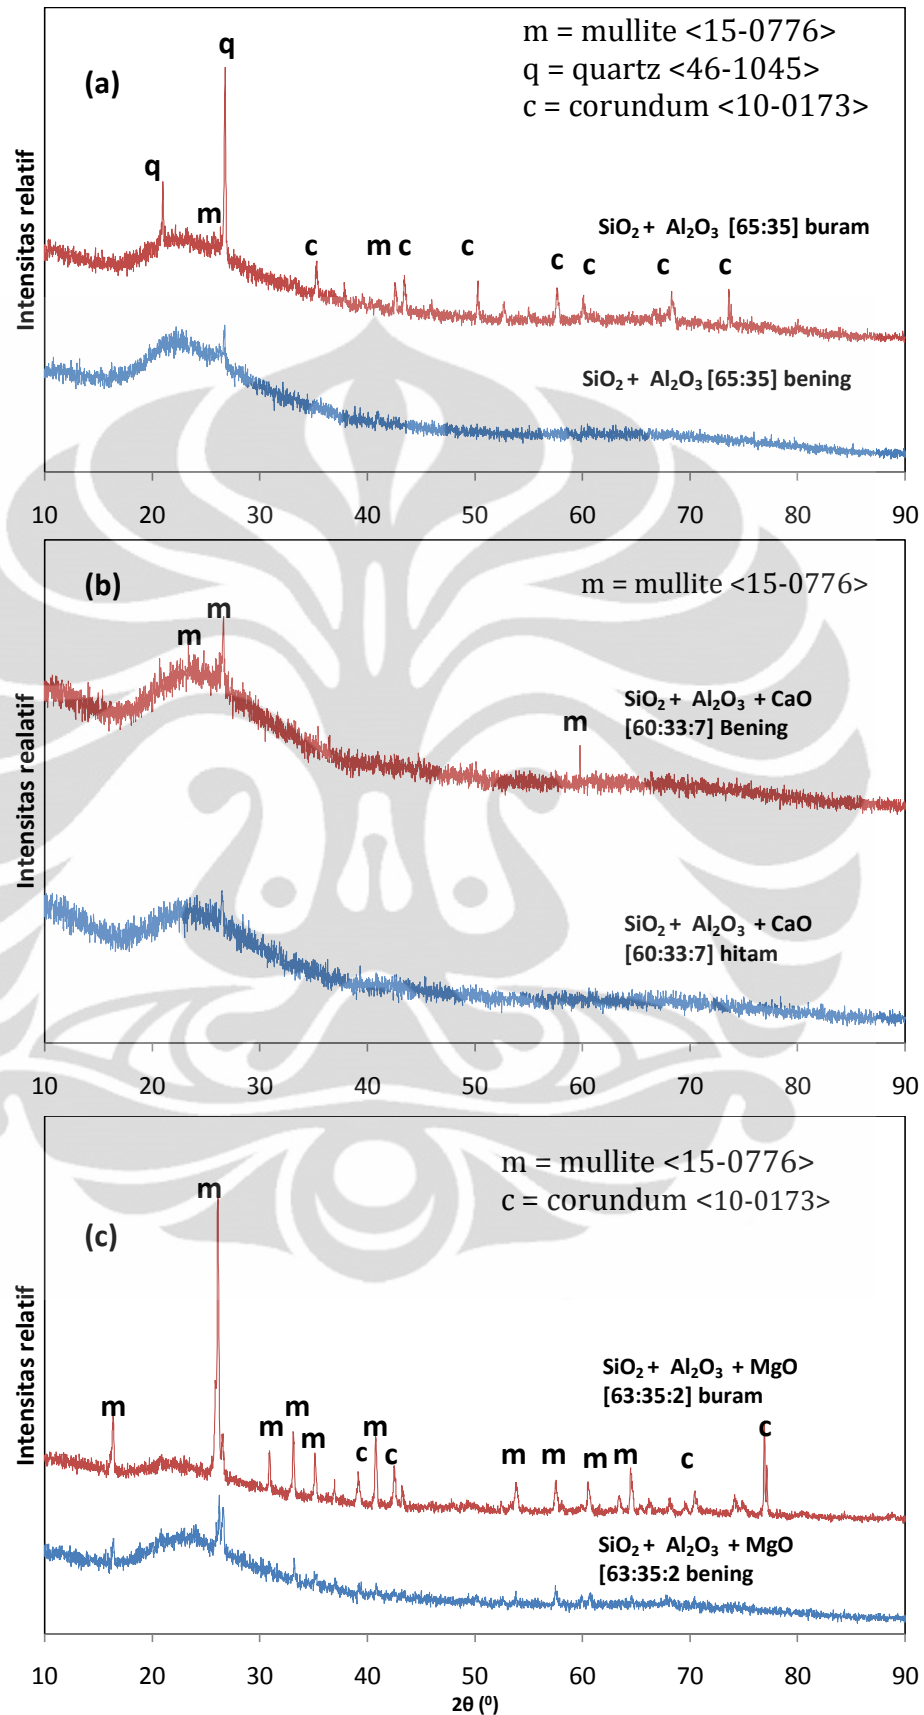 m = mullite <15-0776>
q = quartz <46-1045>
c = corundum <10-0173>
(a)
q
q
m
c
m
c
c
c
c
c
c
SiO₂ + Al₂O₃ [65:35] buram
SiO₂ + Al₂O₃ [65:35] bening
Intensitas relatif
10 20 30 40 50 60 70 80 90
(b)
m = mullite <15-0776>
m
m
m
SiO₂ + Al₂O₃ + CaO
[60:33:7] Bening
SiO₂ + Al₂O₃ + CaO
[60:33:7] hitam
Intensitas realatif
10 20 30 40 50 60 70 80 90
m = mullite <15-0776>
c = corundum <10-0173>
(c)
m
m
m
m
m
c
m
c
m
m
m
m
c
c
SiO₂ + Al₂O₃ + MgO
[63:35:2] buram
SiO₂ + Al₂O₃ + MgO
[63:35:2 bening
Intensitas relatif
10 20 30 40 50 60 70 80 90
2θ (⁰)